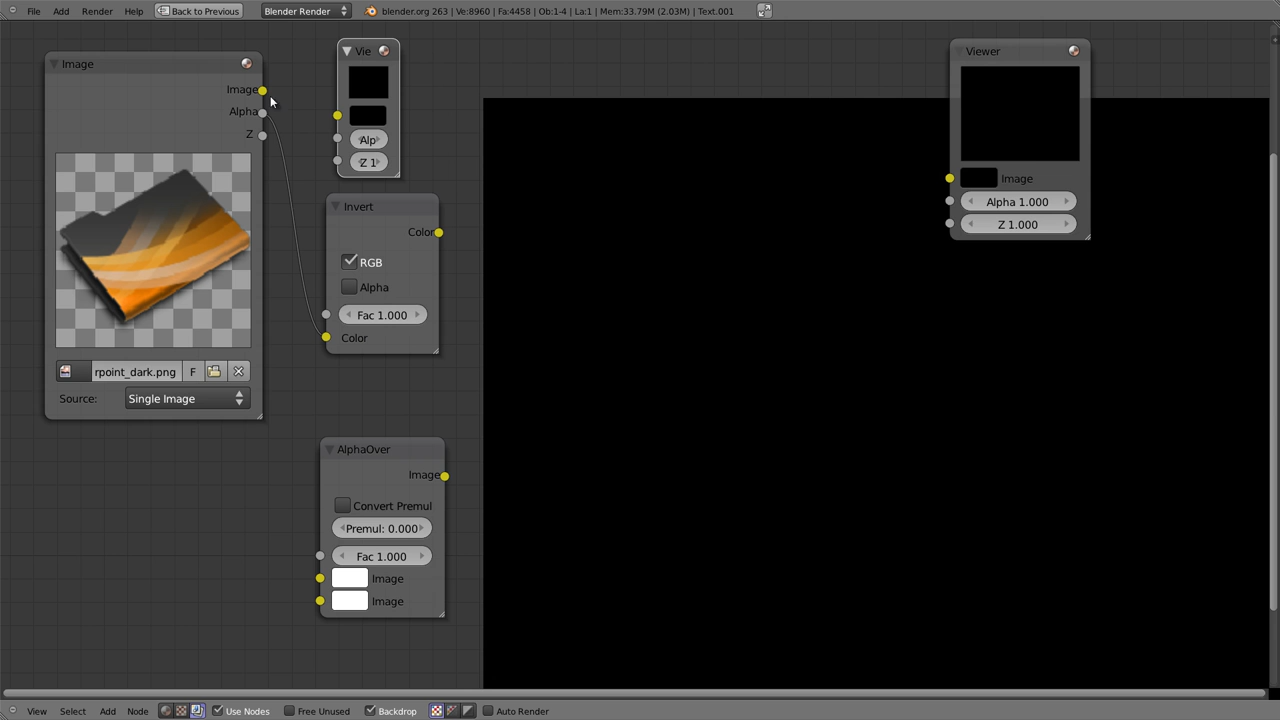 File Add Render Help Back to Previous Blender Render blender.org 263 | Ve:8960 | Fa:4458 | Ob:1-4 | La:1 | Mem:33.79M (2.03M) | Text.001
Image
Image
Alpha
Z
rpoint_dark.png F
Source: Single Image
Vie
Alp
Z 1
Invert
Color
RGB
Alpha
Fac 1.000
Color
AlphaOver
Image
Convert Premul
Premul: 0.000
Fac 1.000
Image
Image
Viewer
Image
Alpha 1.000
Z 1.000
View Select Add Node Use Nodes Free Unused Backdrop Auto Render